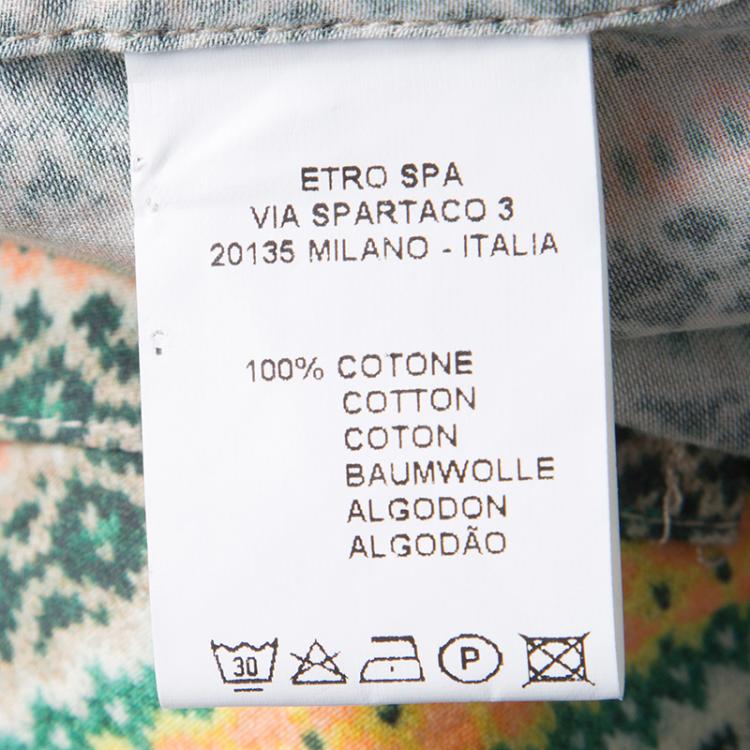 ETRO SPA
VIA SPARTACO 3
20135 MILANO - ITALIA
100% COTONE
COTTON
COTON
BAUMWOLLE
ALGODON
ALGODÃO
30 P